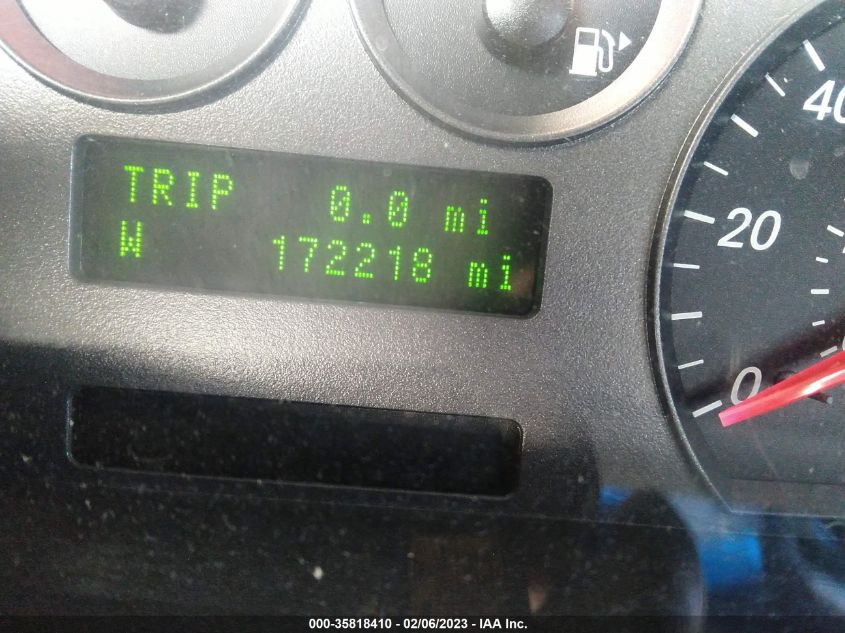 TRIP 0.0 mi
W 172218 mi
40
20
0
000-35818410 — 02/06/2023 — IAA Inc.